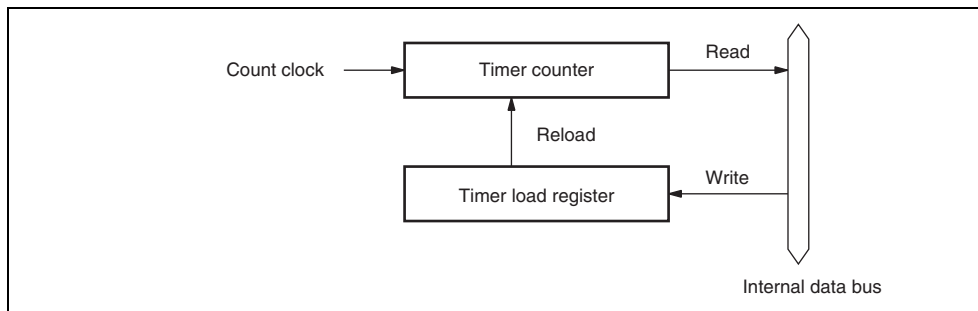 Read
Count clock
Timer counter
Reload
Write
Timer load register
Internal data bus